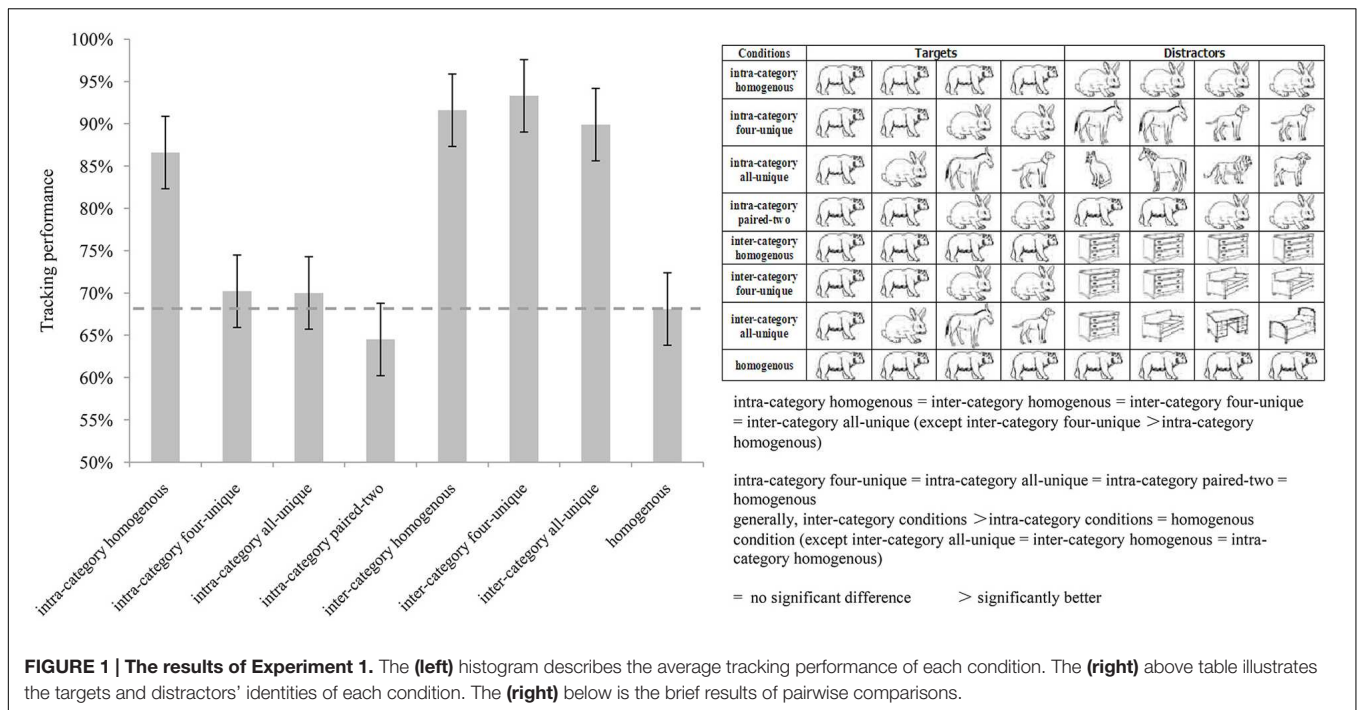 100%
95%
90%
85%
80%
75%
70%
65%
60%
55%
50%
Tracking performance
intra-category homogenous
intra-category four-unique
intra-category all-unique
intra-category paired-two
inter-category homogenous
inter-category four-unique
inter-category all-unique
homogenous
Conditions Targets Distractors
intra-category
homogenous
intra-category
four-unique
intra-category
all-unique
intra-category
paired-two
inter-category
homogenous
inter-category
four-unique
inter-category
all-unique
homogenous
intra-category homogenous = inter-category homogenous = inter-category four-unique
= inter-category all-unique (except inter-category four-unique >intra-category
homogenous)
intra-category four-unique = intra-category all-unique = intra-category paired-two =
homogenous
generally, inter-category conditions >intra-category conditions = homogenous
condition (except inter-category all-unique = inter-category homogenous = intra-
category homogenous)
= no significant difference > significantly better
FIGURE 1 | The results of Experiment 1. The (left) histogram describes the average tracking performance of each condition. The (right) above table illustrates
the targets and distractors' identities of each condition. The (right) below is the brief results of pairwise comparisons.